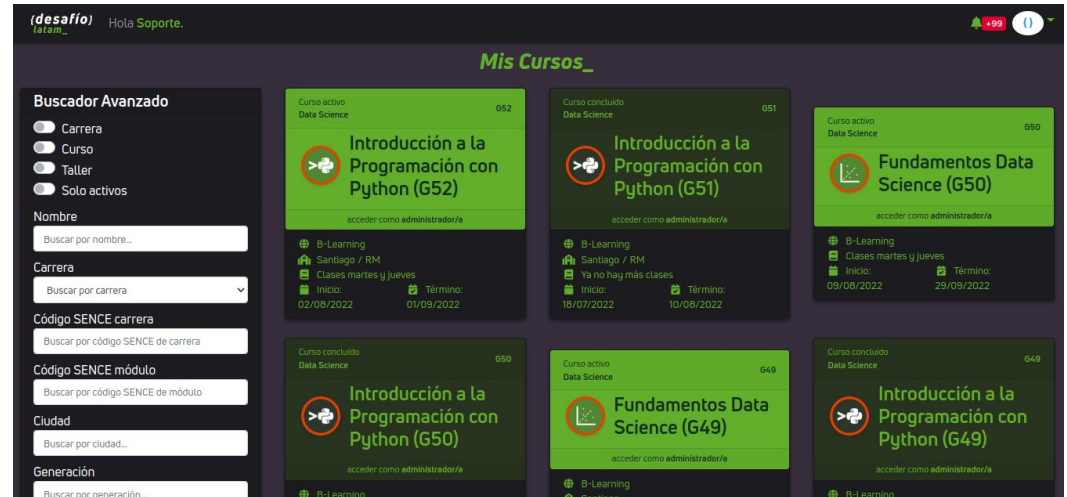 {desafío}
latam_
Hola Soporte.
+99
{}
Mis Cursos_
Buscador Avanzado
Carrera
Curso
Taller
Solo activos
Nombre
Buscar por nombre...
Carrera
Buscar por carrera
Código SENCE carrera
Buscar por código SENCE de carrera
Código SENCE módulo
Buscar por código SENCE de módulo
Ciudad
Buscar por ciudad...
Generación
Buscar por generación...
Curso activo
Data Science
G52
Introducción a la
Programación con
Python (G52)
acceder como administrador/a
B-Learning
Santiago / RM
Clases martes y jueves
Inicio: Término:
02/08/2022 01/09/2022
Curso concluido
Data Science
G51
Introducción a la
Programación con
Python (G51)
acceder como administrador/a
B-Learning
Santiago / RM
Ya no hay más clases
Inicio: Término:
18/07/2022 10/08/2022
Curso activo
Data Science
G50
Fundamentos Data
Science (G50)
acceder como administrador/a
B-Learning
Clases martes y jueves
Inicio: Término:
09/08/2022 29/09/2022
Curso concluido
Data Science
G50
Introducción a la
Programación con
Python (G50)
acceder como administrador/a
B-Learning
Curso activo
Data Science
G49
Fundamentos Data
Science (G49)
acceder como administrador/a
B-Learning
Curso concluido
Data Science
G49
Introducción a la
Programación con
Python (G49)
acceder como administrador/a
B-Learning